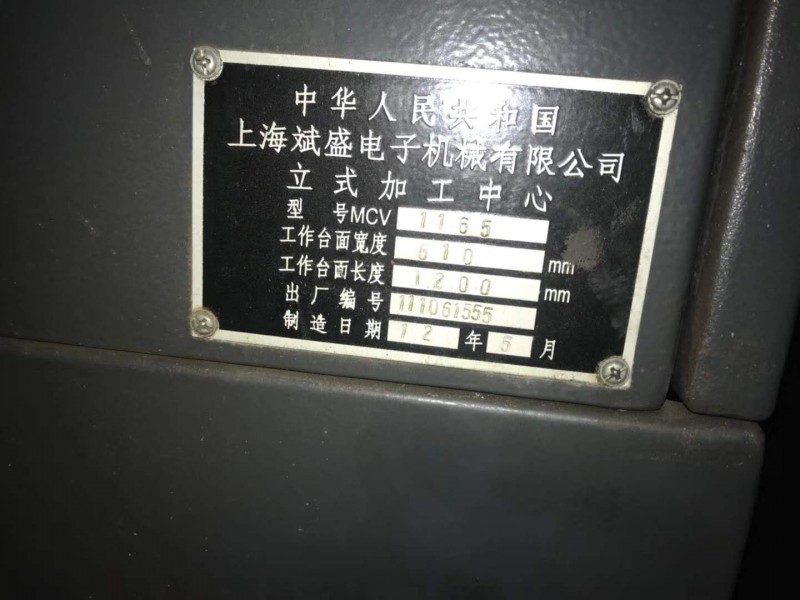 中华人民共和国
上海斌盛电子机械有限公司
立式加工中心
型号MCV 1165
工作台面宽度 610 mm
工作台面长度 1200 mm
出厂编号 111061555
制造日期 12 年 5 月